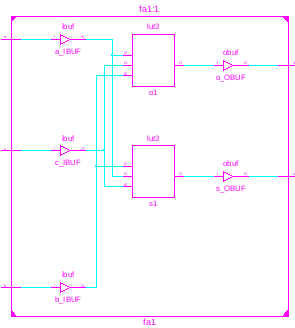 fa1:1
ibuf
a_IBUF
lut3
o1
obuf
o_OBUF
ibuf
c_IBUF
lut3
s1
obuf
s_OBUF
ibuf
b_IBUF
fa1